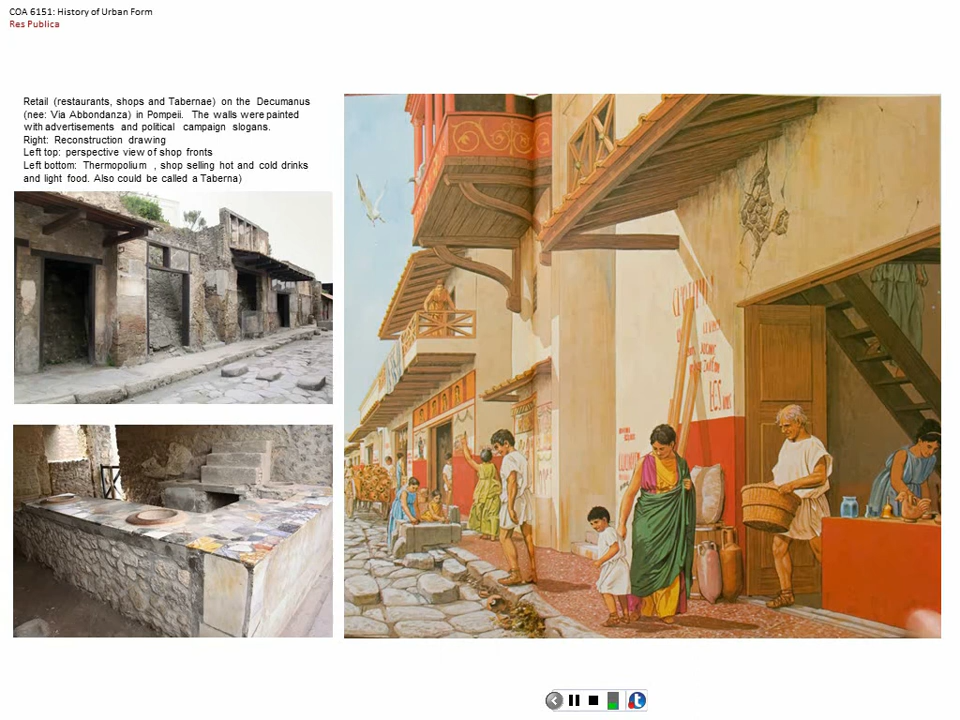 COA 6151: History of Urban Form
Res Publica
Retail (restaurants, shops and Tabernae) on the Decumanus
(nee: Via Abbondanza) in Pompeii. The walls were painted
with advertisements and political campaign slogans.
Right: Reconstruction drawing
Left top: perspective view of shop fronts
Left bottom: Thermopolium , shop selling hot and cold drinks
and light food. Also could be called a Taberna)